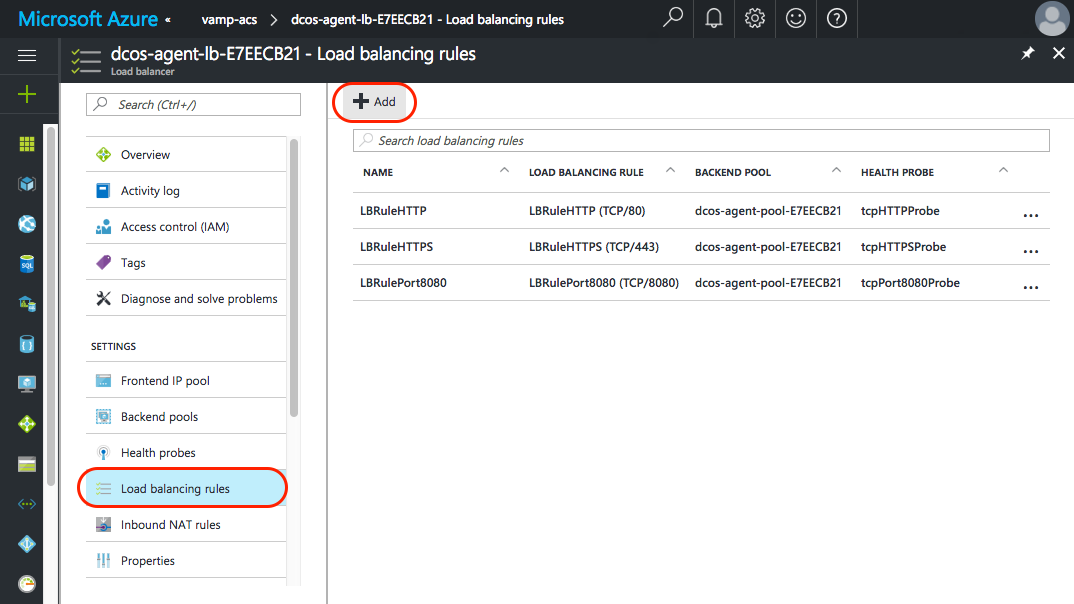 Microsoft Azure « vamp-acs > dcos-agent-lb-E7EECB21 - Load balancing rules
dcos-agent-lb-E7EECB21 - Load balancing rules
Load balancer
Search (Ctrl+/)
Overview
Activity log
Access control (IAM)
Tags
Diagnose and solve problems
SETTINGS
Frontend IP pool
Backend pools
Health probes
Load balancing rules
Inbound NAT rules
Properties
Add
Search load balancing rules
NAME LOAD BALANCING RULE BACKEND POOL HEALTH PROBE
LBRuleHTTP LBRuleHTTP (TCP/80) dcos-agent-pool-E7EECB21 tcpHTTPProbe ...
LBRuleHTTPS LBRuleHTTPS (TCP/443) dcos-agent-pool-E7EECB21 tcpHTTPSProbe ...
LBRulePort8080 LBRulePort8080 (TCP/8080) dcos-agent-pool-E7EECB21 tcpPort8080Probe ...
SQL